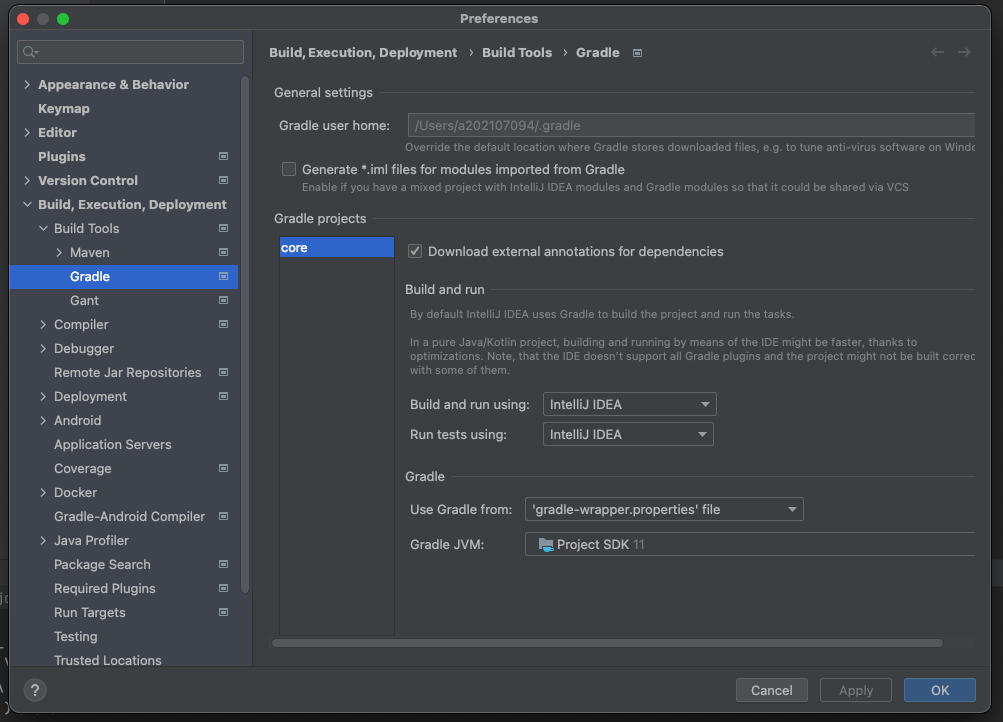 Preferences
Appearance & Behavior
Keymap
Editor
Plugins
Version Control
Build, Execution, Deployment
Build Tools
Maven
Gradle
Gant
Compiler
Debugger
Remote Jar Repositories
Deployment
Android
Application Servers
Coverage
Docker
Gradle-Android Compiler
Java Profiler
Package Search
Required Plugins
Run Targets
Testing
Trusted Locations
Build, Execution, Deployment › Build Tools › Gradle
General settings
Gradle user home: /Users/a202107094/.gradle
Override the default location where Gradle stores downloaded files, e.g. to tune anti-virus software on Windo
Generate *.iml files for modules imported from Gradle
Enable if you have a mixed project with IntelliJ IDEA modules and Gradle modules so that it could be shared via VCS
Gradle projects
core
Download external annotations for dependencies
Build and run
By default IntelliJ IDEA uses Gradle to build the project and run the tasks.
In a pure Java/Kotlin project, building and running by means of the IDE might be faster, thanks to
optimizations. Note, that the IDE doesn't support all Gradle plugins and the project might not be built correc
with some of them.
Build and run using: IntelliJ IDEA
Run tests using: IntelliJ IDEA
Gradle
Use Gradle from: 'gradle-wrapper.properties' file
Gradle JVM: Project SDK 11
?
Cancel
Apply
OK